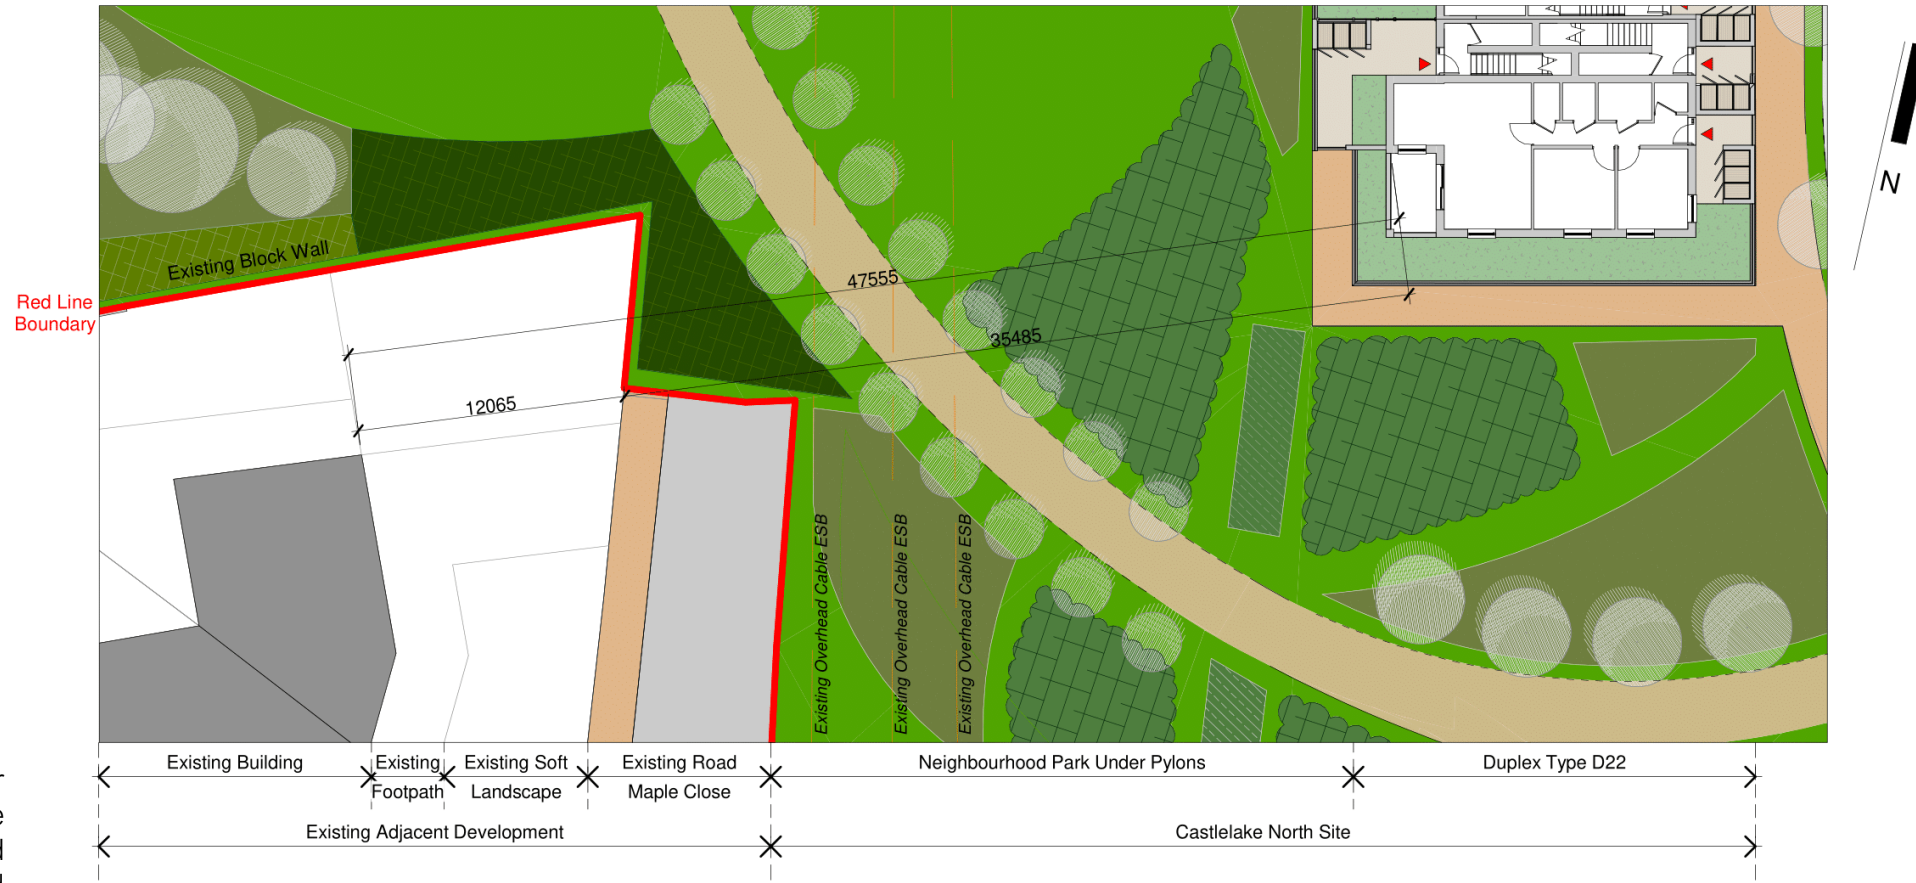 N
Existing Block Wall
Red Line
Boundary
47555
35485
12065
Existing Overhead Cable ESB
Existing Overhead Cable ESB
Existing Overhead Cable ESB
Existing Building
Existing
Footpath
Existing Soft
Landscape
Existing Road
Maple Close
Neighbourhood Park Under Pylons
Duplex Type D22
Existing Adjacent Development
Castlelake North Site